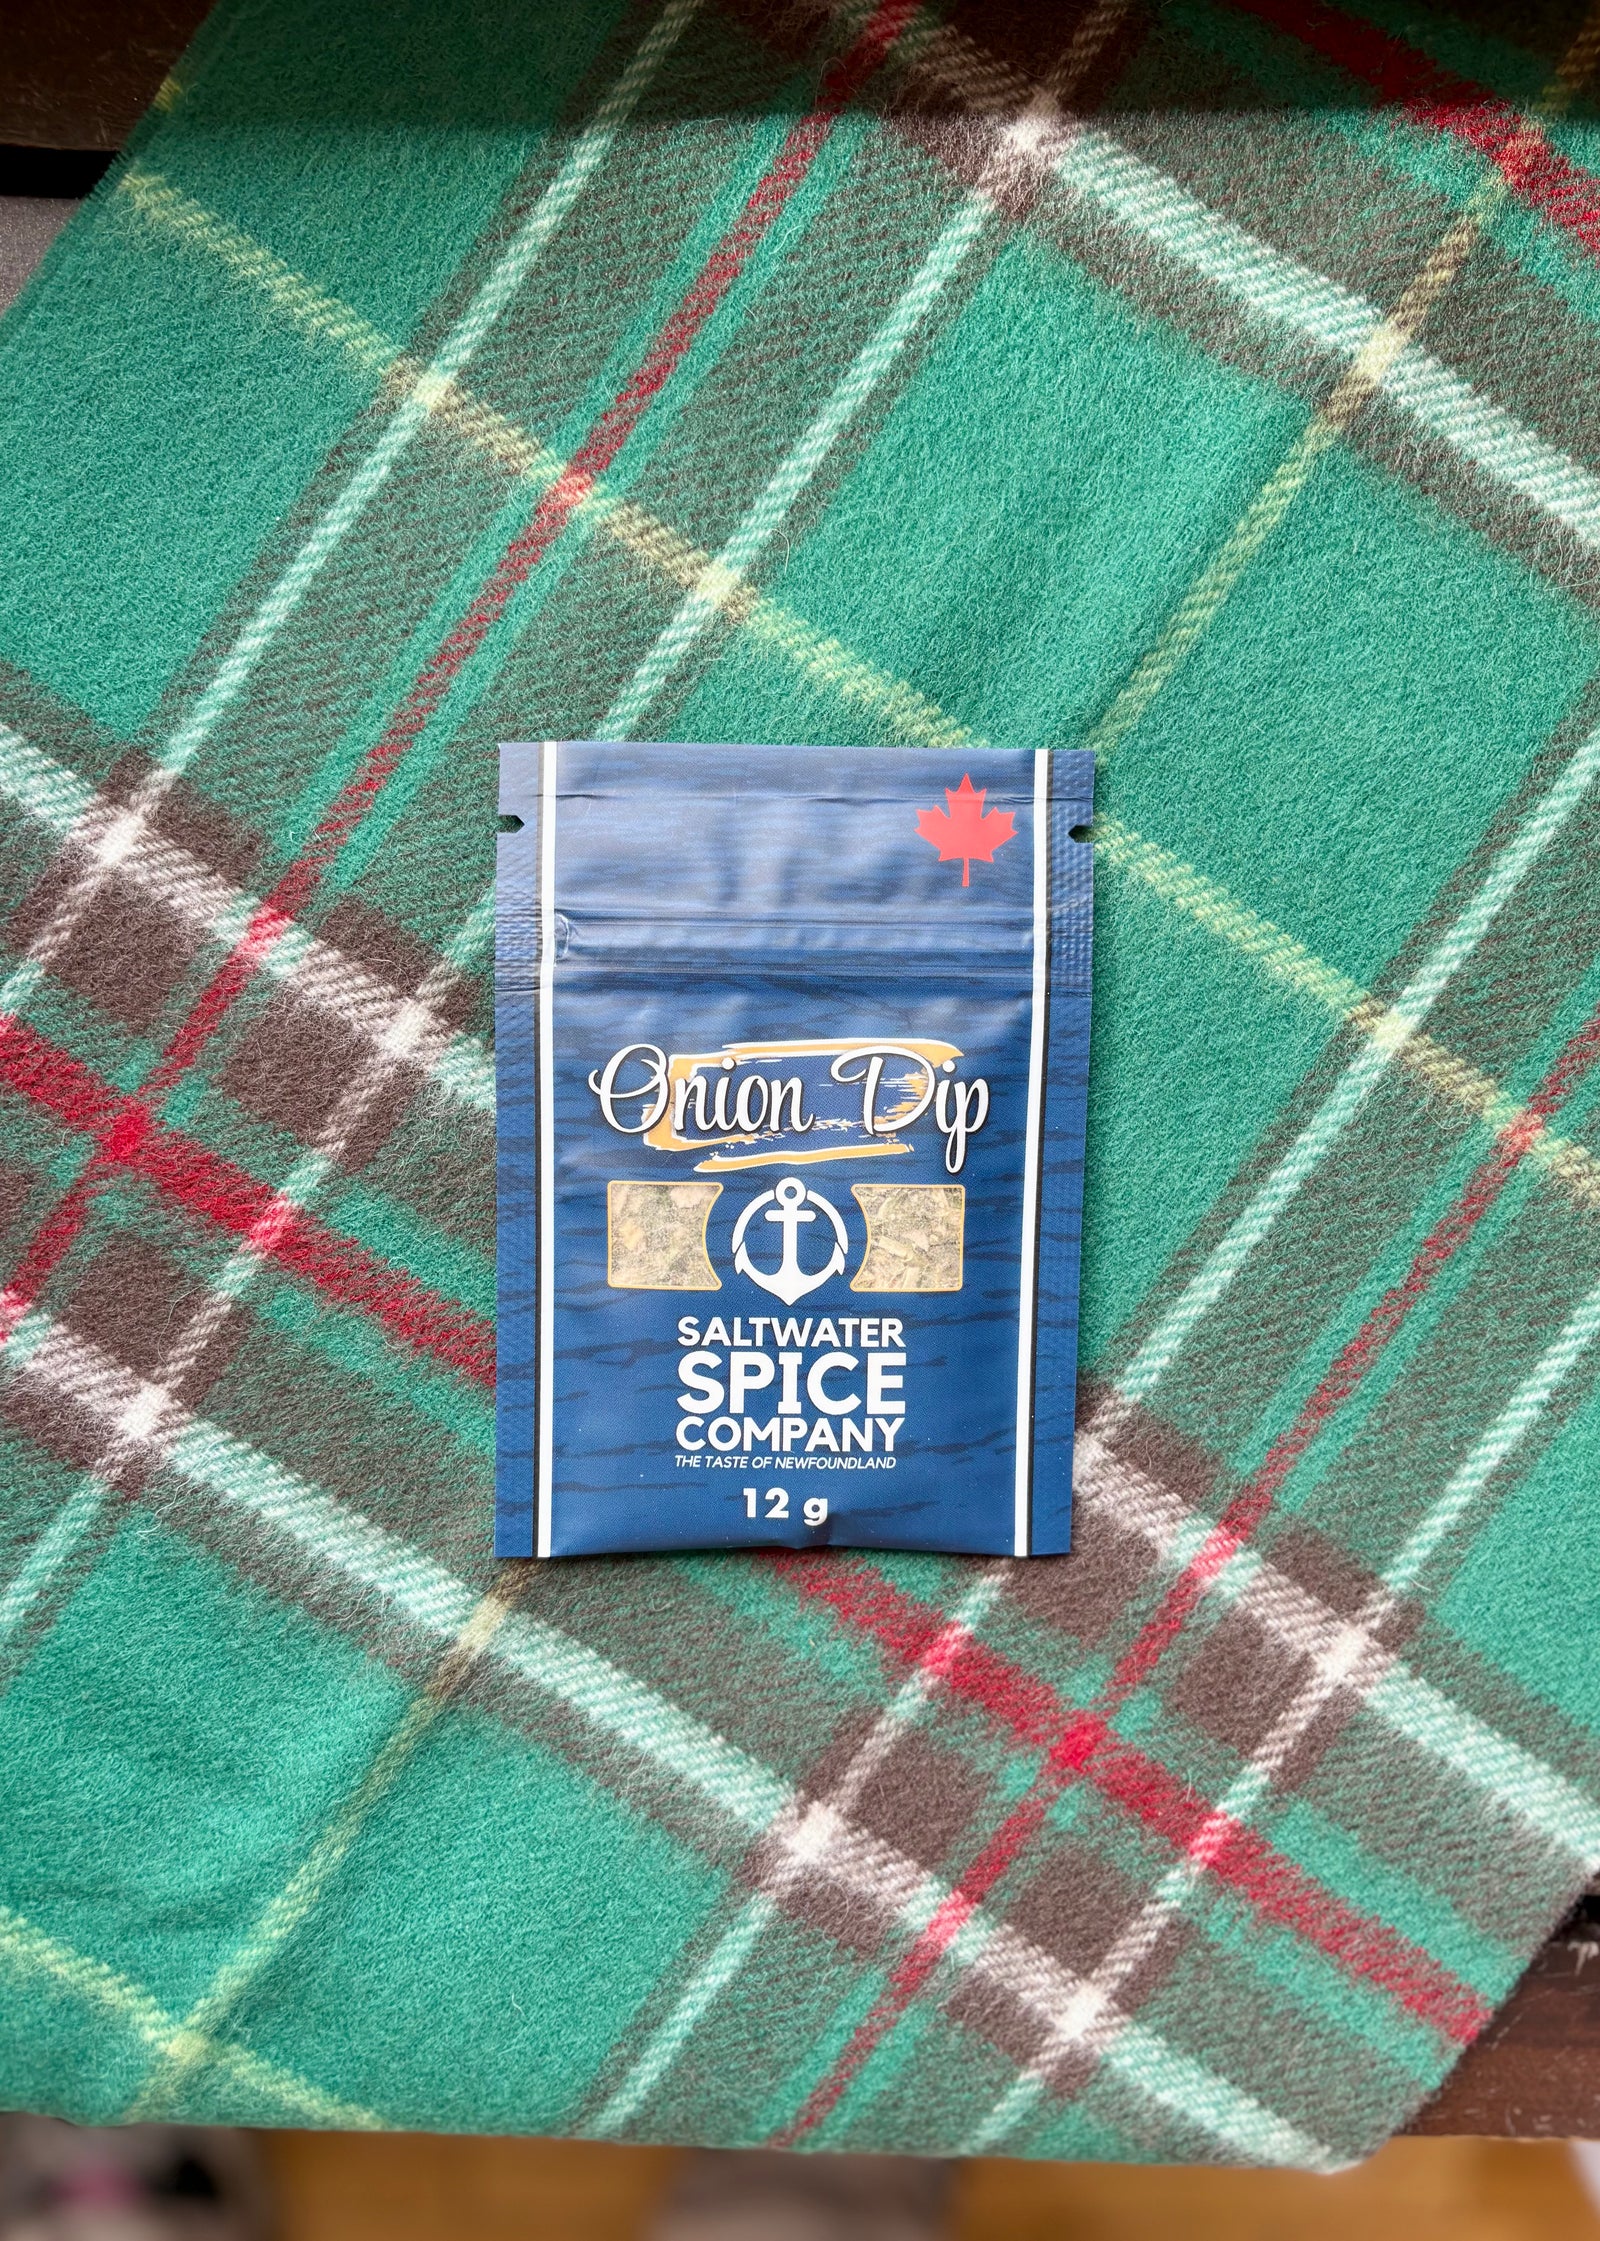 Onion Dip
SALTWATER
SPICE
COMPANY
THE TASTE OF NEWFOUNDLAND
12 g